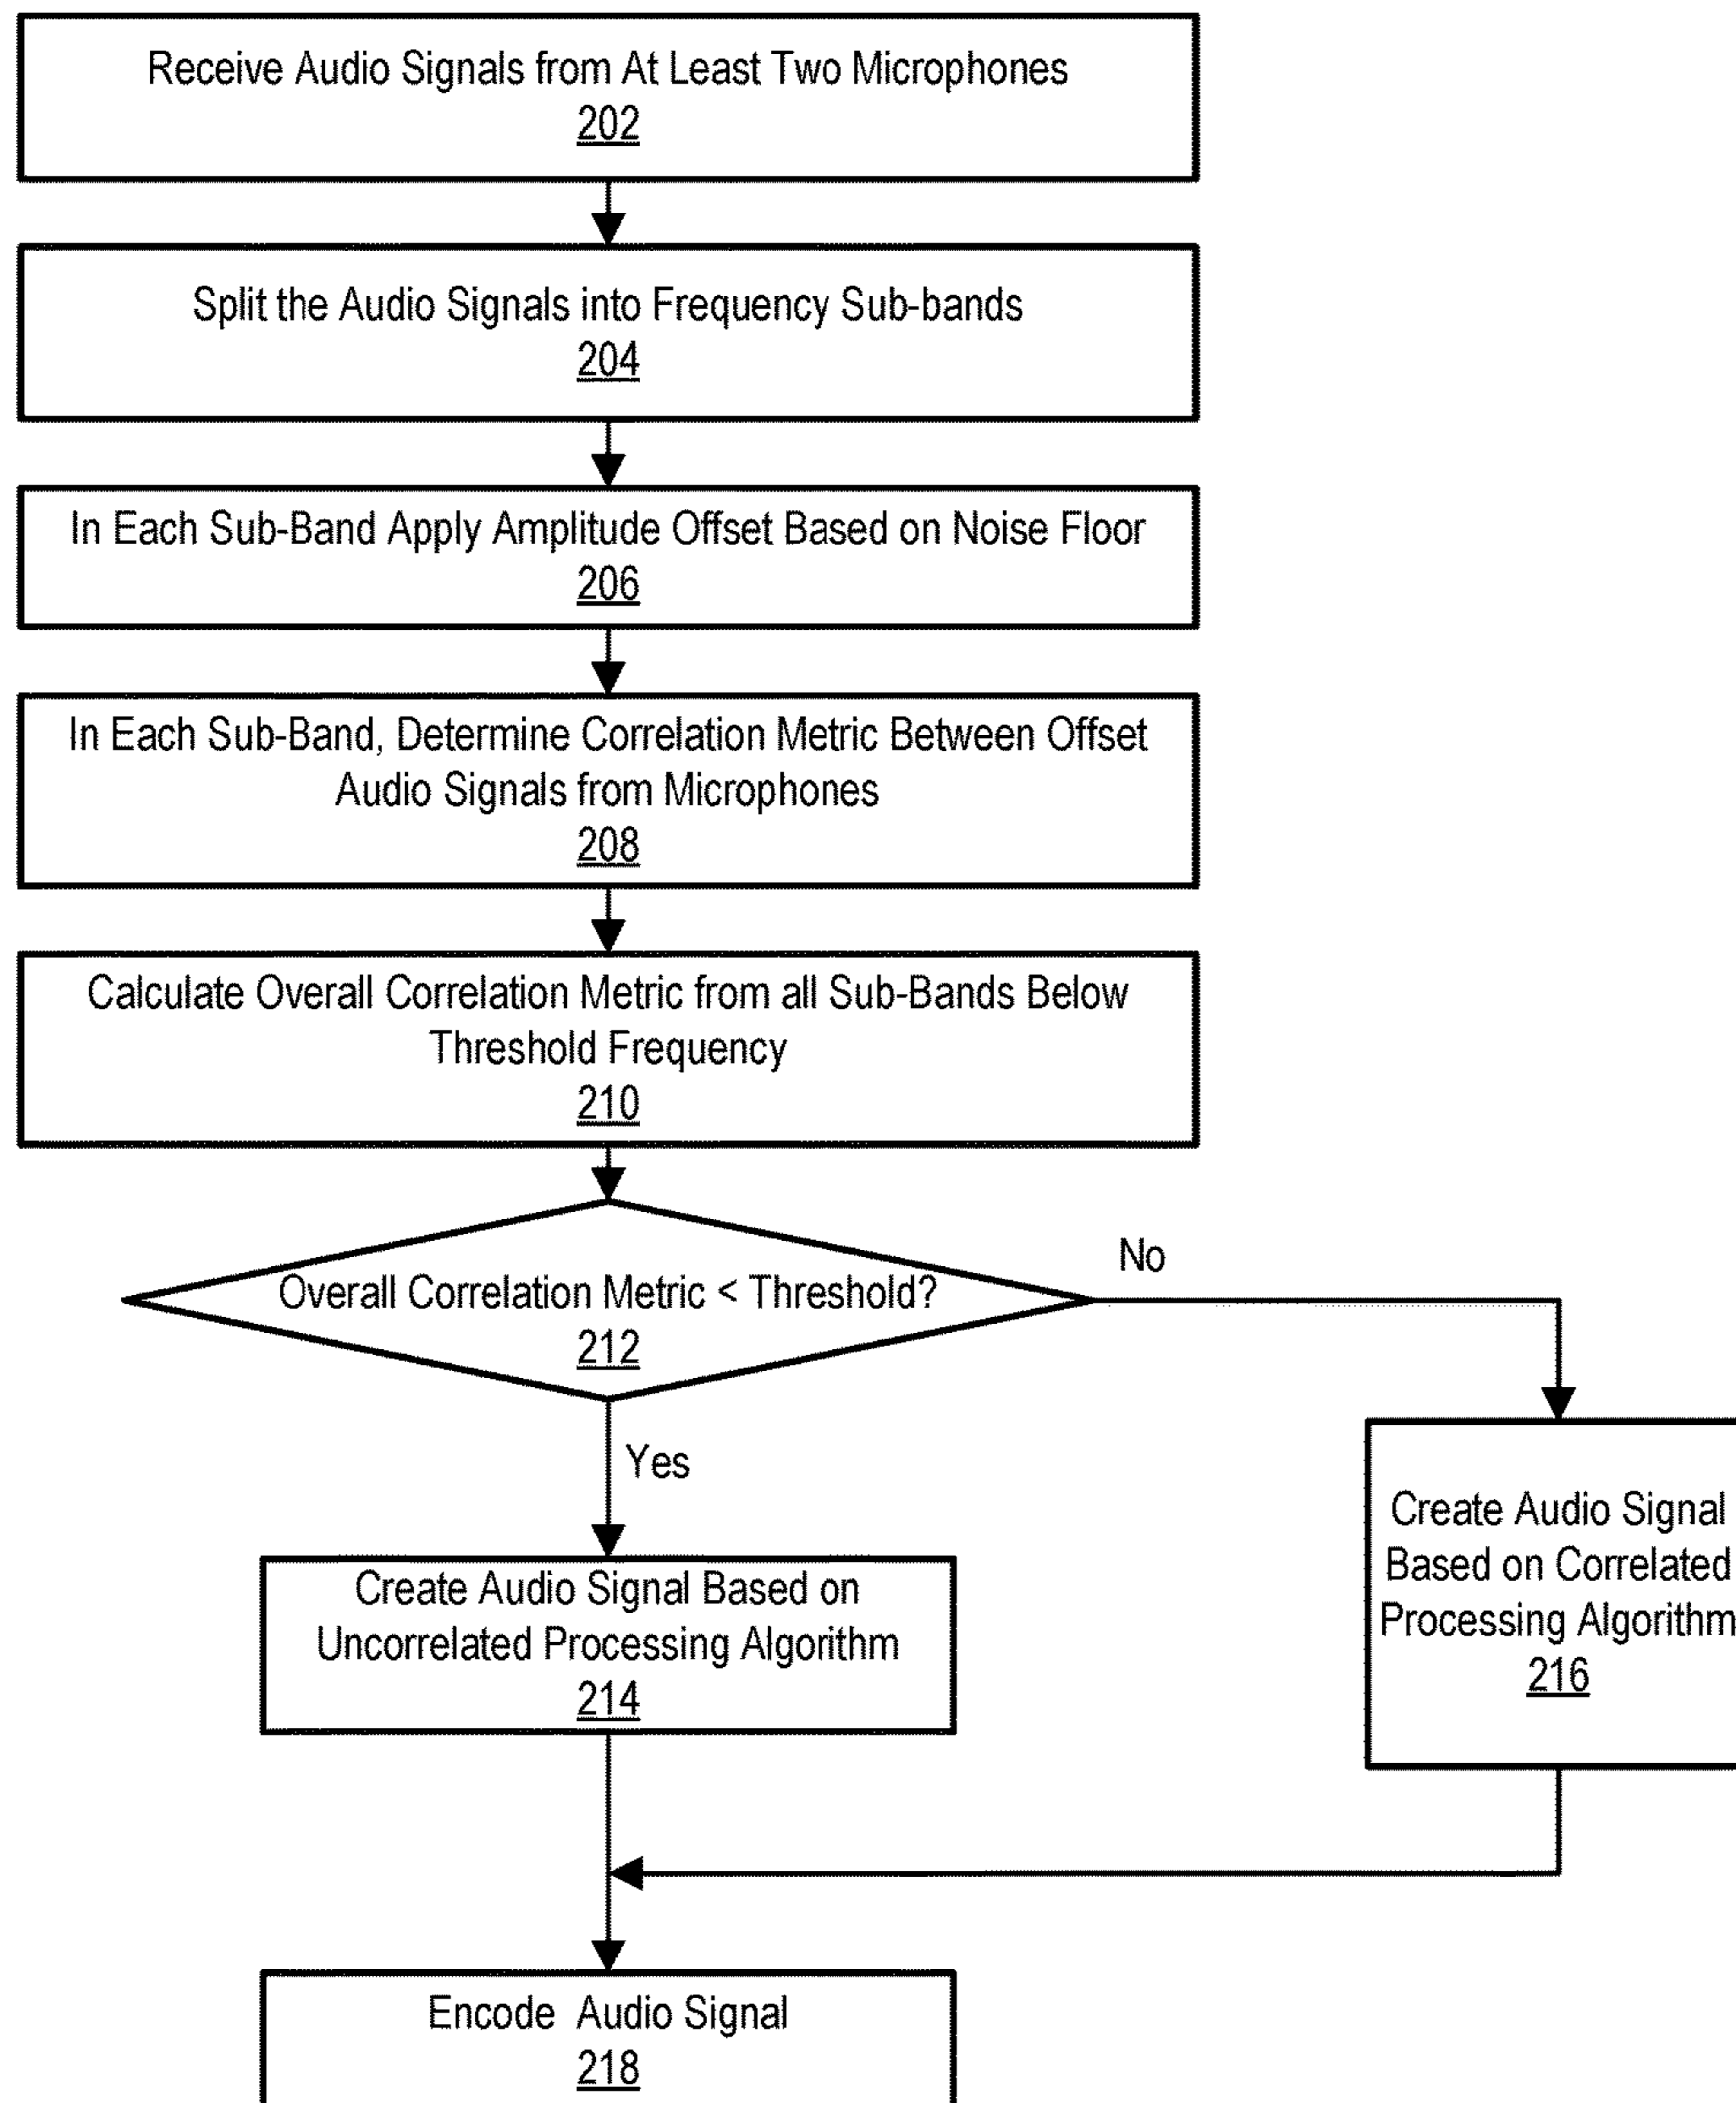 Receive Audio Signals from At Least Two Microphones
202
Split the Audio Signals into Frequency Sub-bands
204
In Each Sub-Band Apply Amplitude Offset Based on Noise Floor
206
In Each Sub-Band, Determine Correlation Metric Between Offset
Audio Signals from Microphones
208
Calculate Overall Correlation Metric from all Sub-Bands Below
Threshold Frequency
210
Overall Correlation Metric < Threshold?
212
No
Yes
Create Audio Signal Based on
Uncorrelated Processing Algorithm
214
Create Audio Signal
Based on Correlated
Processing Algorithm
216
Encode Audio Signal
218